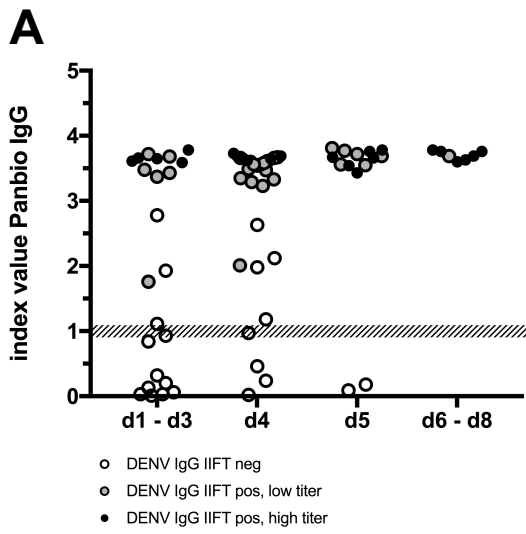 A
index value Panbio IgG
5
4
3
2
1
0
d1 - d3 d4 d5 d6 - d8
DENV IgG IIFT neg
DENV IgG IIFT pos, low titer
DENV IgG IIFT pos, high titer